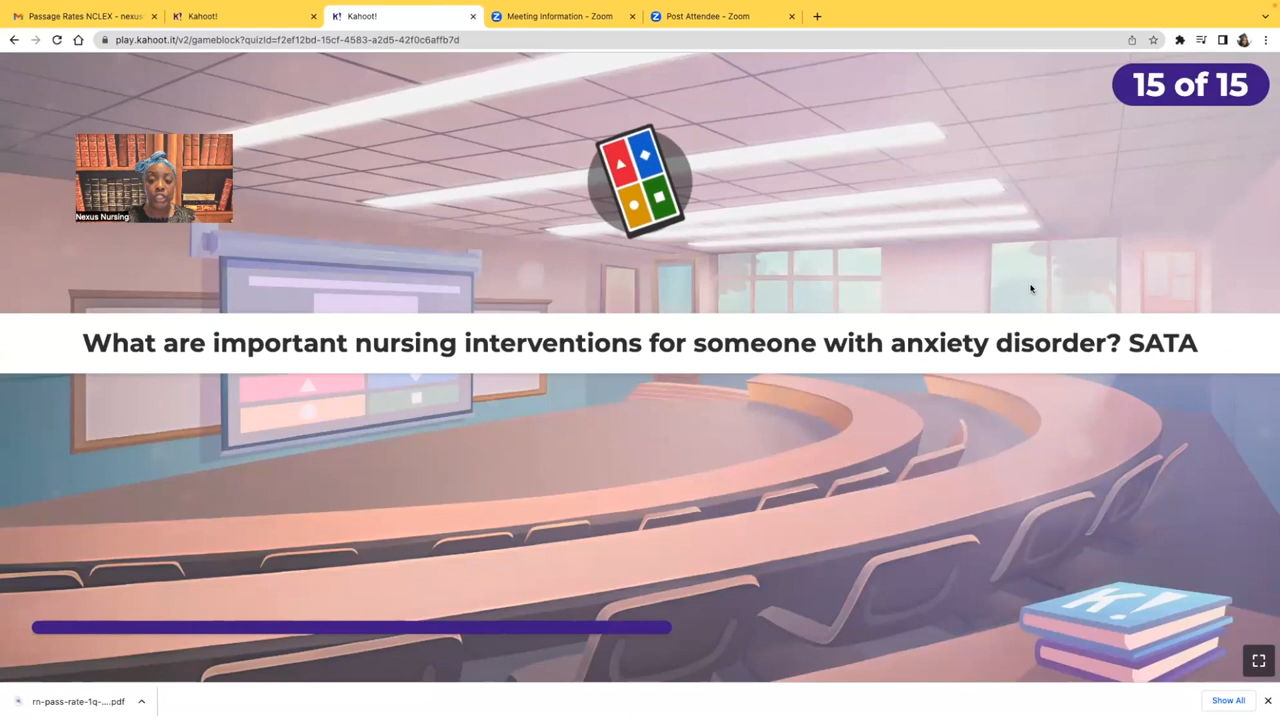 Passage Rates NCLEX - nexus
Kahoot!
Kahoot!
Meeting Information - Zoom
Post Attendee - Zoom
play.kahoot.it/v2/gameblock?quizId=f2ef12bd-15cf-4583-a2d5-42f0c6affb7d
15 of 15
Nexus Nursing
What are important nursing interventions for someone with anxiety disorder? SATA
K!
rn-pass-rate-1q-....pdf
Show All